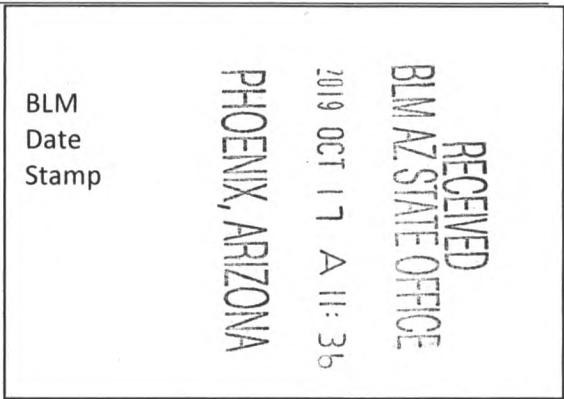 BLM
Date
Stamp
RECEIVED
BLM AZ STATE OFFICE
2019 OCT 17 A 11: 36
PHOENIX, ARIZONA